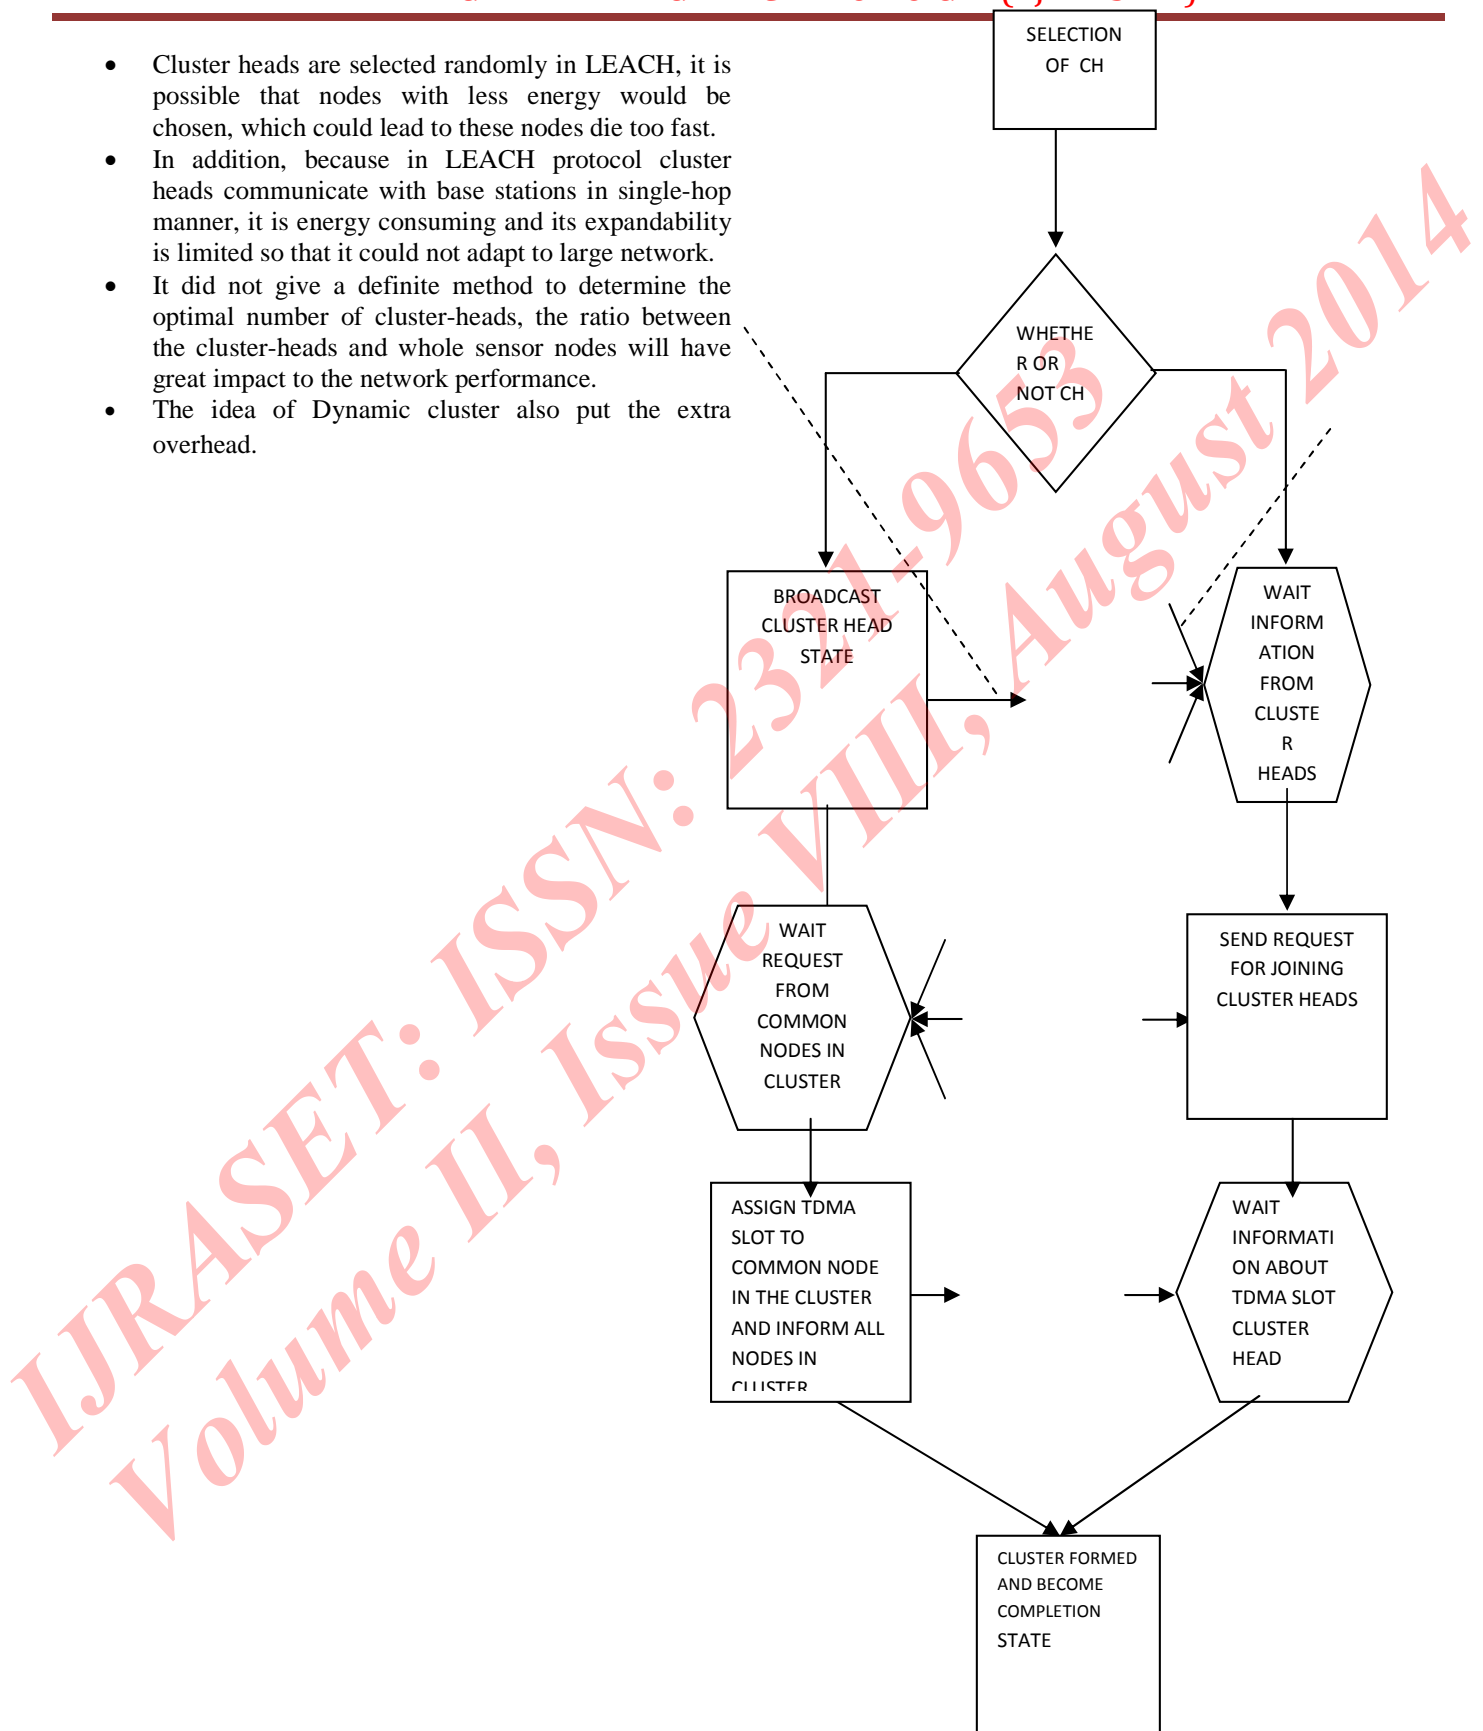 • Cluster heads are selected randomly in LEACH, it is
possible that nodes with less energy would be
chosen, which could lead to these nodes die too fast.
• In addition, because in LEACH protocol cluster
heads communicate with base stations in single-hop
manner, it is energy consuming and its expandability
is limited so that it could not adapt to large network.
• It did not give a definite method to determine the
optimal number of cluster-heads, the ratio between
the cluster-heads and whole sensor nodes will have
great impact to the network performance.
• The idea of Dynamic cluster also put the extra
overhead.
SELECTION
OF CH
WHETHE
R OR
NOT CH
BROADCAST
CLUSTER HEAD
STATE
WAIT
INFORM
ATION
FROM
CLUSTE
R
HEADS
WAIT
REQUEST
FROM
COMMON
NODES IN
CLUSTER
SEND REQUEST
FOR JOINING
CLUSTER HEADS
ASSIGN TDMA
SLOT TO
COMMON NODE
IN THE CLUSTER
AND INFORM ALL
NODES IN
CLUSTER
WAIT
INFORMATI
ON ABOUT
TDMA SLOT
CLUSTER
HEAD
CLUSTER FORMED
AND BECOME
COMPLETION
STATE
IJRASET: ISSN: 2321-9653
Volume II, Issue VIII, August 2014